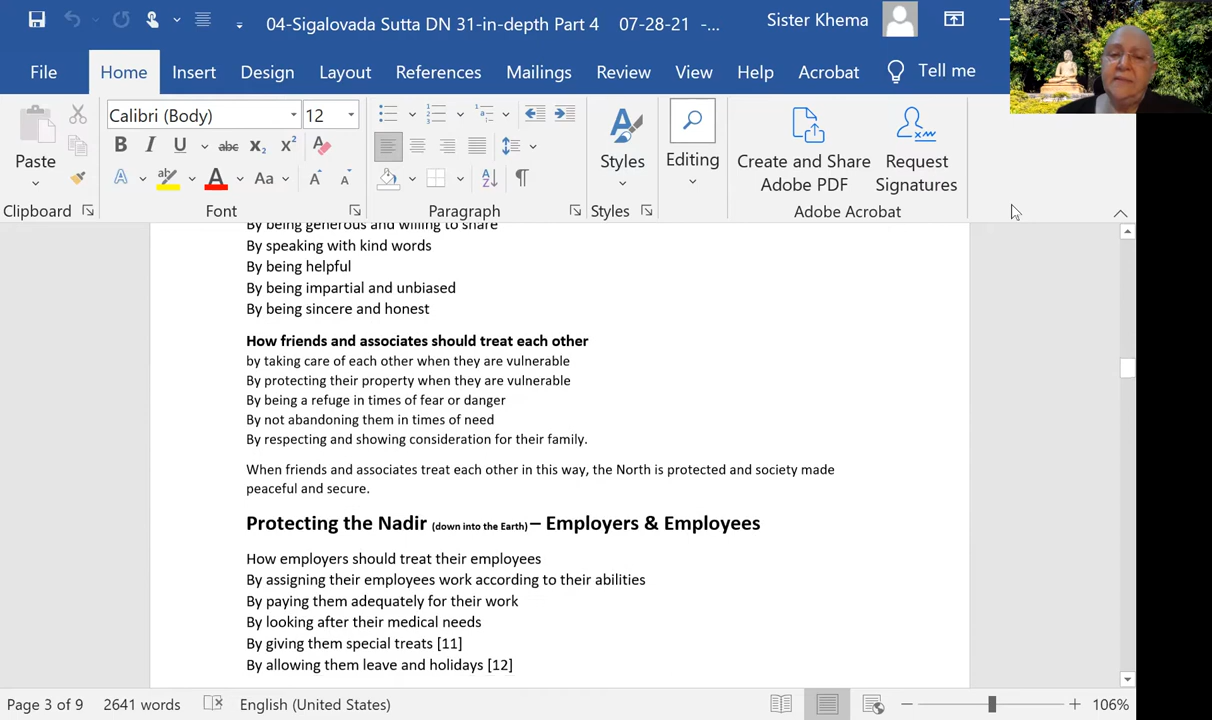 04-Sigalovada Sutta DN 31-in-depth Part 4 07-28-21 -...
Sister Khema
File Home Insert Design Layout References Mailings Review View Help Acrobat Tell me
Calibri (Body) 12
Paste
Styles
Editing
Create and Share Adobe PDF
Request Signatures
Clipboard Font Paragraph Styles Adobe Acrobat
By being generous and willing to share
By speaking with kind words
By being helpful
By being impartial and unbiased
By being sincere and honest
How friends and associates should treat each other
by taking care of each other when they are vulnerable
By protecting their property when they are vulnerable
By being a refuge in times of fear or danger
By not abandoning them in times of need
By respecting and showing consideration for their family.
When friends and associates treat each other in this way, the North is protected and society made
peaceful and secure.
Protecting the Nadir (down into the Earth) – Employers & Employees
How employers should treat their employees
By assigning their employees work according to their abilities
By paying them adequately for their work
By looking after their medical needs
By giving them special treats [11]
By allowing them leave and holidays [12]
Page 3 of 9 2641 words English (United States) 106%